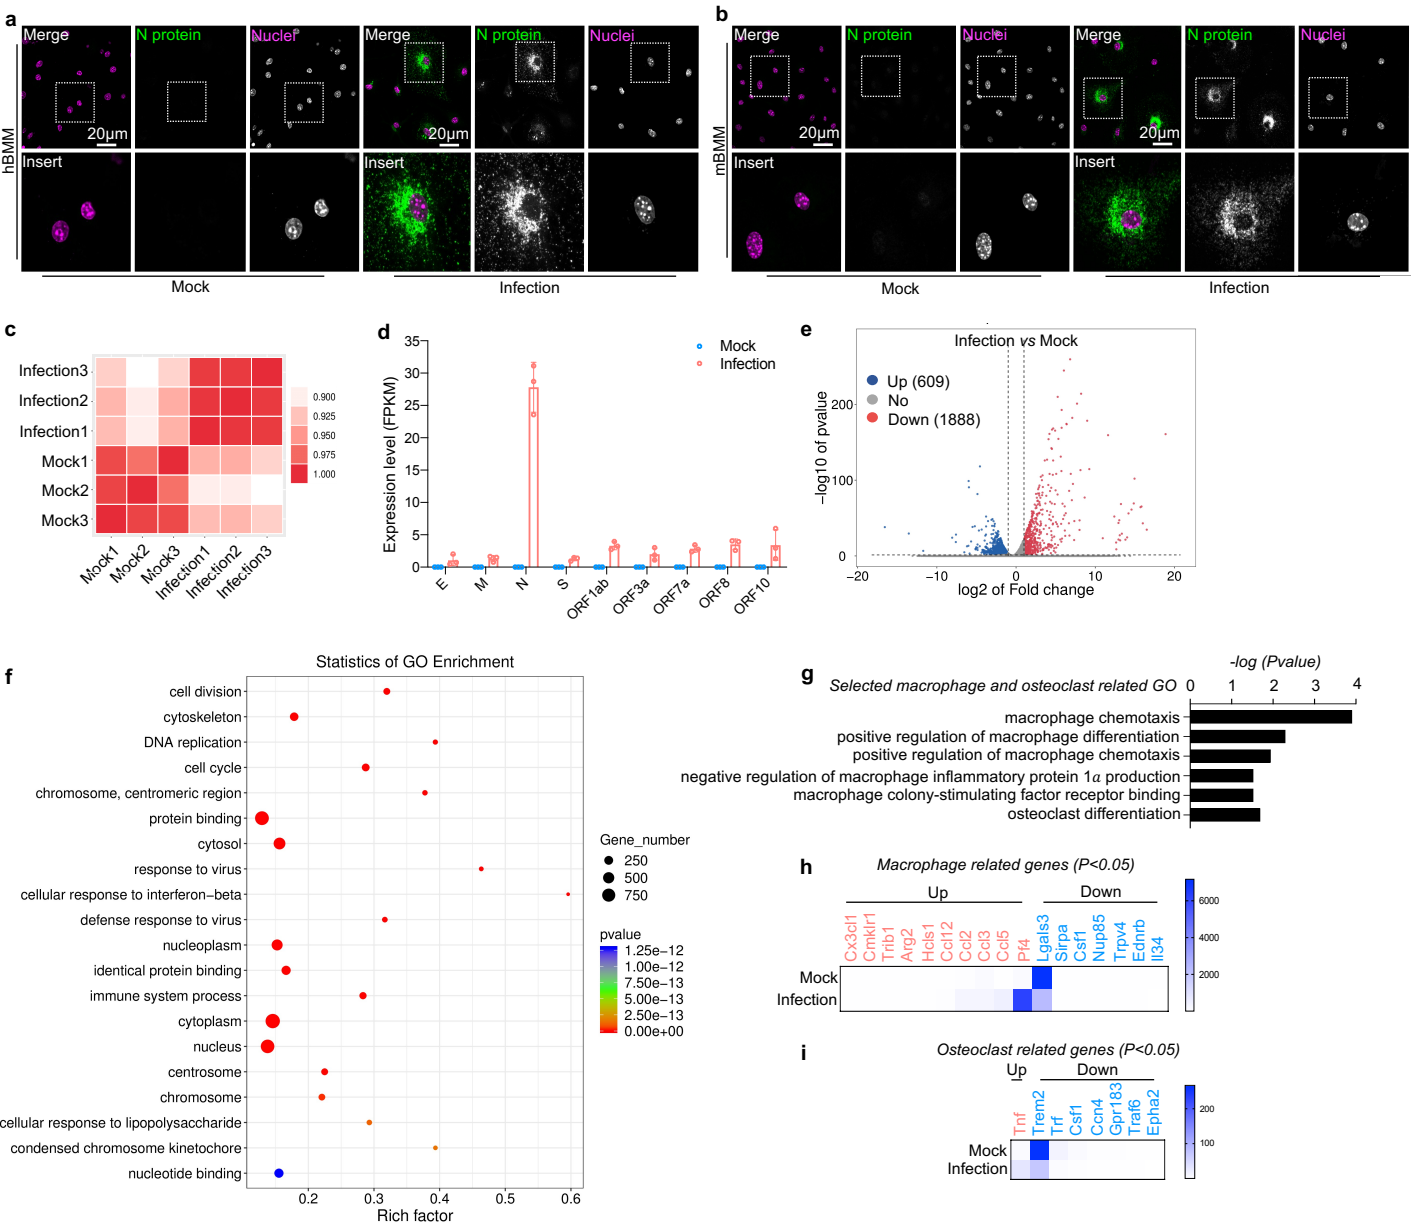 a
Merge
N protein
Nuclei
Merge
N protein
Nuclei
20μm
20μm
hBMM
Insert
Insert
Mock
Infection
b
Merge
N protein
Nuclei
Merge
N protein
Nuclei
20μm
20μm
mBMM
Insert
Insert
Mock
Infection
c
Infection3
Infection2
Infection1
Mock1
Mock2
Mock3
Mock1
Mock2
Mock3
Infection1
Infection2
Infection3
0.900
0.925
0.950
0.975
1.000
d
Expression level (FPKM)
35
30
25
20
15
10
5
0
E
M
N
S
ORF1ab
ORF3a
ORF7a
ORF8
ORF10
Mock
Infection
e
Infection vs Mock
Up (609)
No
Down (1888)
−log10 of pvalue
200
100
0
−20
−10
0
10
20
log2 of Fold change
f
Statistics of GO Enrichment
cell division
cytoskeleton
DNA replication
cell cycle
chromosome, centromeric region
protein binding
cytosol
response to virus
cellular response to interferon−beta
defense response to virus
nucleoplasm
identical protein binding
immune system process
cytoplasm
nucleus
centrosome
chromosome
cellular response to lipopolysaccharide
condensed chromosome kinetochore
nucleotide binding
0.2
0.3
0.4
0.5
0.6
Rich factor
Gene_number
250
500
750
pvalue
1.25e−12
1.00e−12
7.50e−13
5.00e−13
2.50e−13
0.00e+00
g
-log (Pvalue)
Selected macrophage and osteoclast related GO
0
1
2
3
4
macrophage chemotaxis
positive regulation of macrophage differentiation
positive regulation of macrophage chemotaxis
negative regulation of macrophage inflammatory protein 1𝑎 production
macrophage colony-stimulating factor receptor binding
osteoclast differentiation
h
Macrophage related genes (P<0.05)
Up
Down
Cx3cl1
Cmklr1
Trib1
Arg2
Hcls1
Ccl12
Ccl2
Ccl3
Ccl5
Pf4
Lgals3
Sirpa
Csf1
Nup85
Trpv4
Ednrb
Il34
Mock
Infection
6000
4000
2000
i
Osteoclast related genes (P<0.05)
Up
Down
Tnf
Trem2
Trf
Csf1
Ccn4
Gpr183
Traf6
Epha2
Mock
Infection
200
100